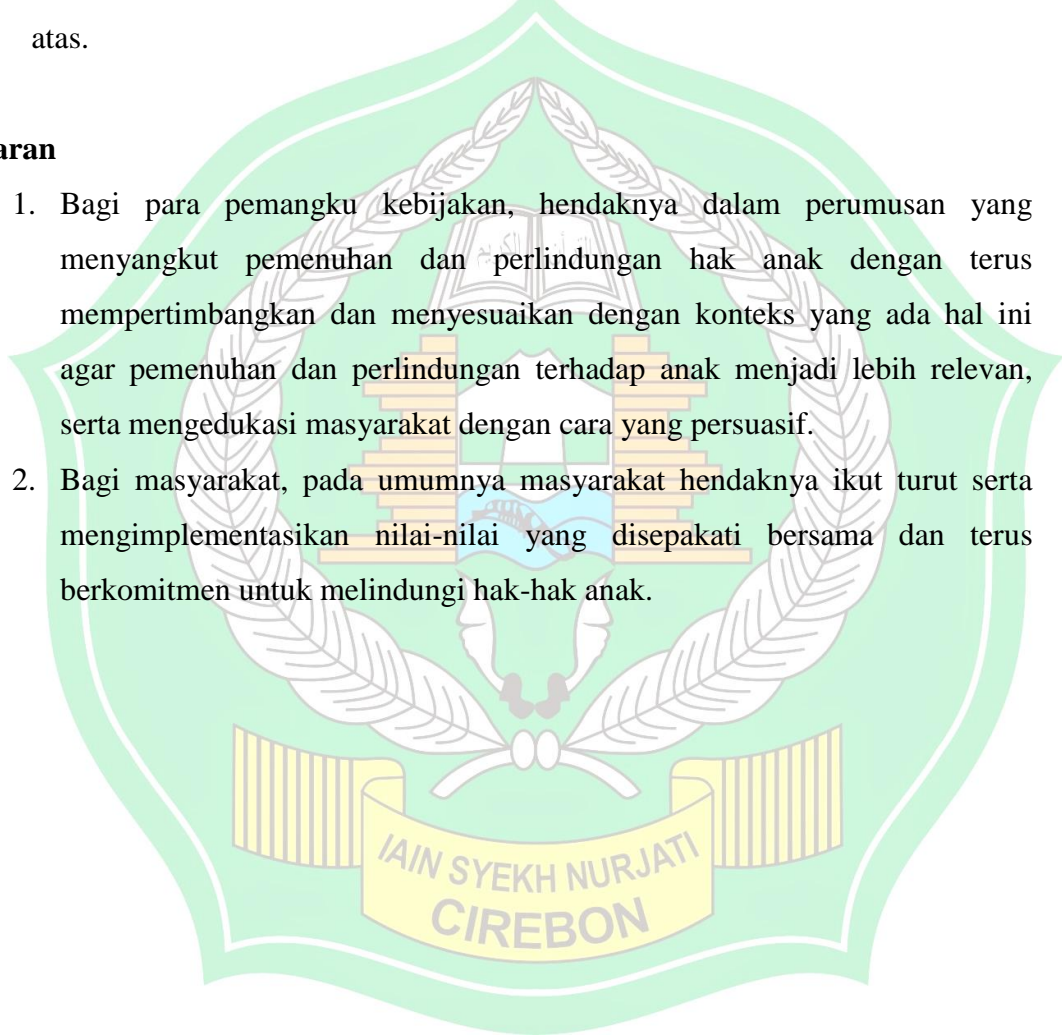 atas.
aran
1. Bagi para pemangku kebijakan, hendaknya dalam perumusan yang
menyangkut pemenuhan dan perlindungan hak anak dengan terus
mempertimbangkan dan menyesuaikan dengan konteks yang ada hal ini
agar pemenuhan dan perlindungan terhadap anak menjadi lebih relevan,
serta mengedukasi masyarakat dengan cara yang persuasif.
2. Bagi masyarakat, pada umumnya masyarakat hendaknya ikut turut serta
mengimplementasikan nilai-nilai yang disepakati bersama dan terus
berkomitmen untuk melindungi hak-hak anak.
IAIN SYEKH NURJATI
CIREBON